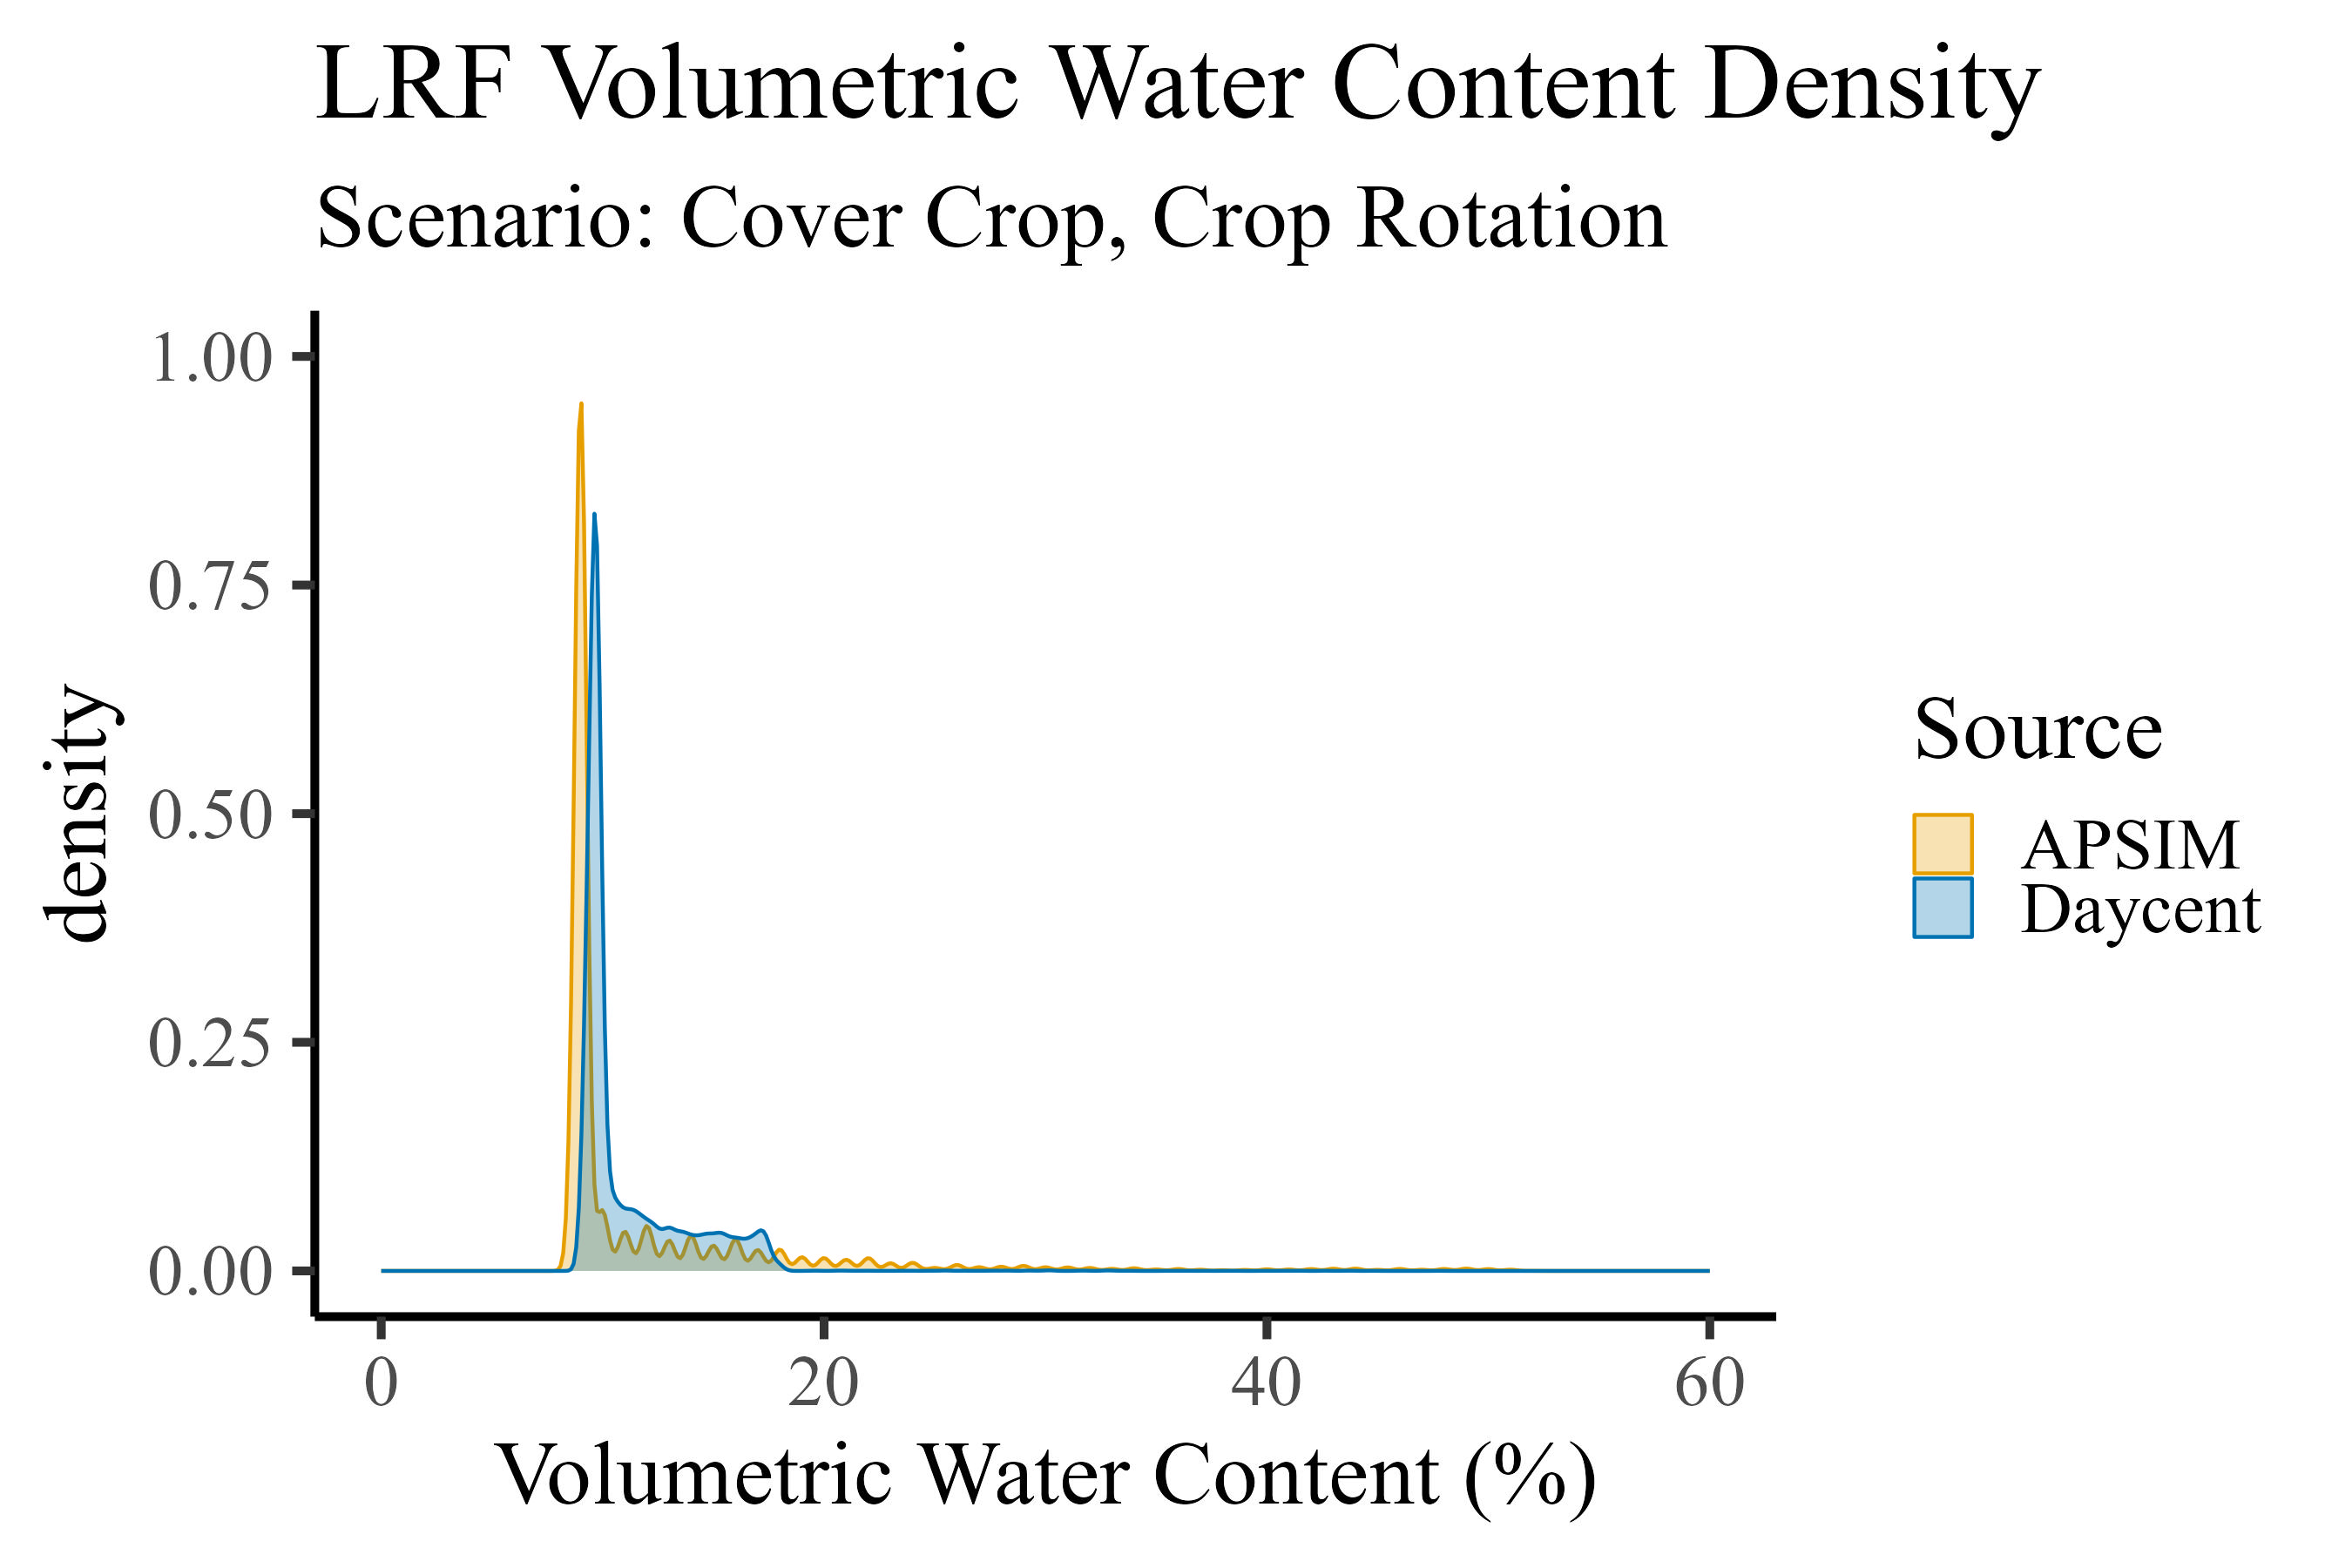 LRF Volumetric Water Content Density
Scenario: Cover Crop, Crop Rotation
1.00
0.75
0.50
0.25
0.00
density
0 20 40 60
Volumetric Water Content (%)
Source
APSIM
Daycent